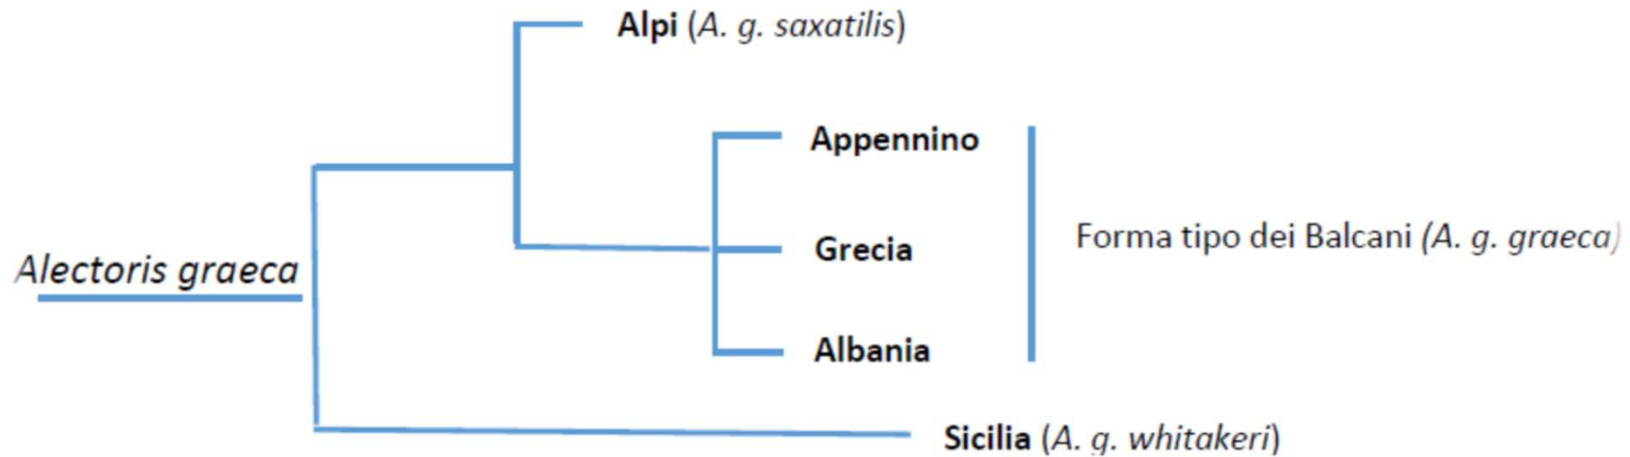 Alpi (A. g. saxatilis)
Appennino
Grecia
Forma tipo dei Balcani (A. g. graeca)
Alectoris graeca
Albania
Sicilia (A. g. whitakeri)